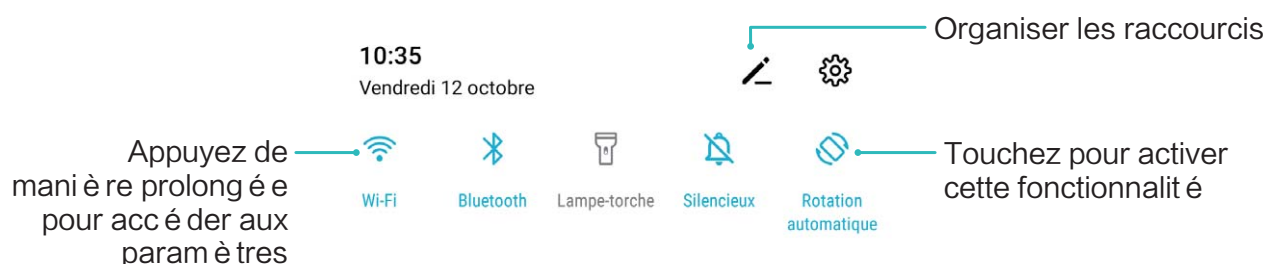 Organiser les raccourcis
10:35
Vendredi 12 octobre
Appuyez de
mani è re prolong é e
pour acc é der aux
param è tres
Wi-Fi
Bluetooth
Lampe-torche
Silencieux
Rotation
automatique
Touchez pour activer
cette fonctionnalit é